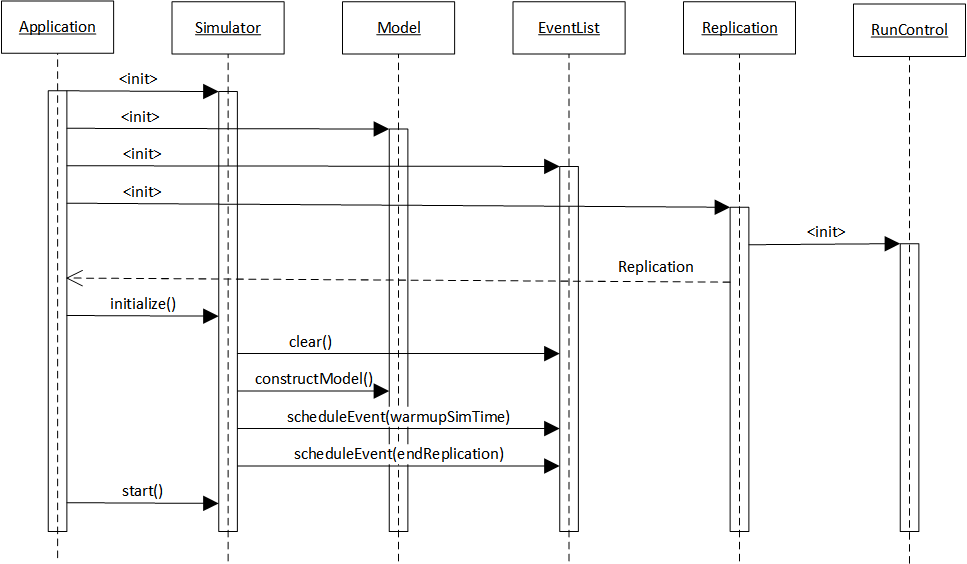 Application
Simulator
Model
EventList
Replication
RunControl
<init>
<init>
<init>
<init>
<init>
Replication
initialize()
clear()
constructModel()
scheduleEvent(warmupSimTime)
scheduleEvent(endReplication)
start()